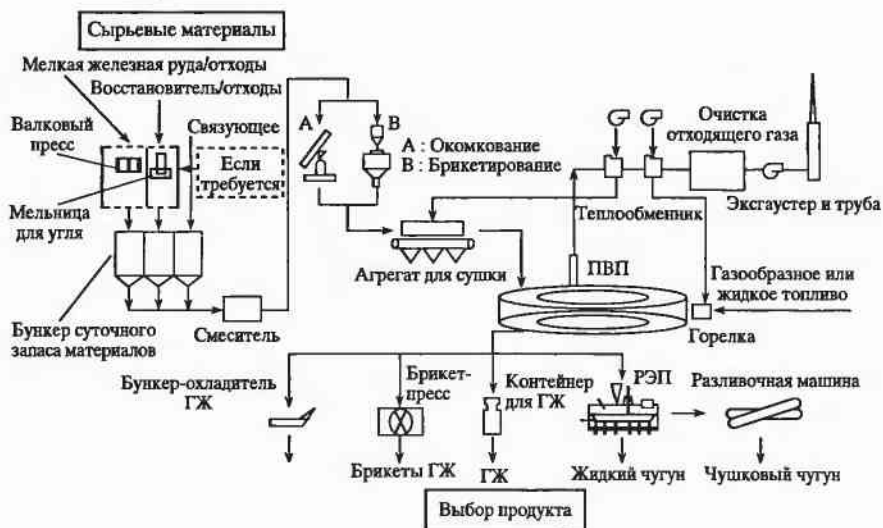 Сырьевые материалы
Мелкая железная руда/отходы
Восстановитель/отходы
Валковый
пресс
Связующее
Если
требуется
Мельница
для угля
Бункер суточного
запаса материалов
Смеситель
А
В
А : Окомкование
В : Брикетирование
Агрегат для сушки
Очистка
отходящего газа
Теплообменник
Эксгаустер и труба
ПВП
Газообразное или
жидкое топливо
Горелка
Бункер-охладитель
ГЖ
Брикет-
пресс
Контейнер
для ГЖ
РЭП
Разливочная машина
Брикеты ГЖ
ГЖ
Жидкий чугун
Чушковый чугун
Выбор продукта